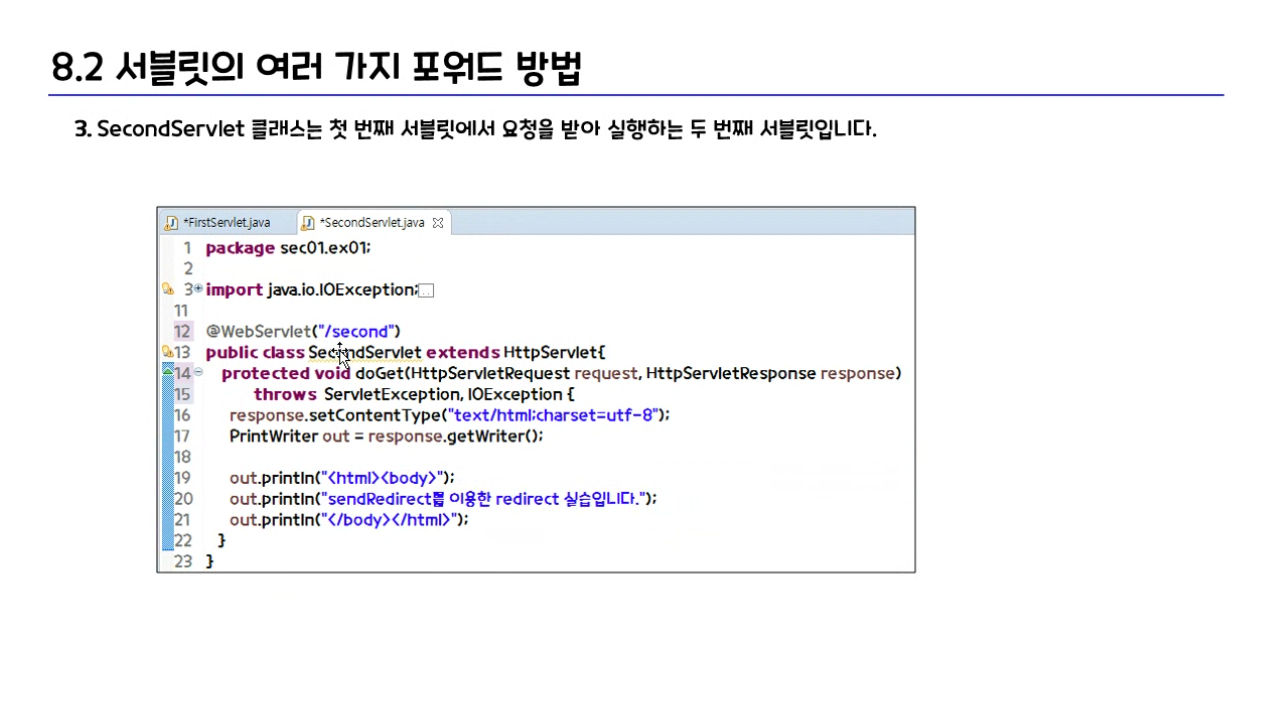 8.2 서블릿의 여러 가지 포워드 방법
3. SecondServlet 클래스는 첫 번째 서블릿에서 요청을 받아 실행하는 두 번째 서블릿입니다.
*FirstServlet.java *SecondServlet.java
1 package sec01.ex01;
2
3 import java.io.IOException;
11
12 @WebServlet("/second")
13 public class SecondServlet extends HttpServlet{
14 protected void doGet(HttpServletRequest request, HttpServletResponse response)
15 throws ServletException, IOException {
16 response.setContentType("text/html;charset=utf-8");
17 PrintWriter out = response.getWriter();
18
19 out.println("<html><body>");
20 out.println("sendRedirect를 이용한 redirect 실습입니다.");
21 out.println("</body></html>");
22 }
23 }